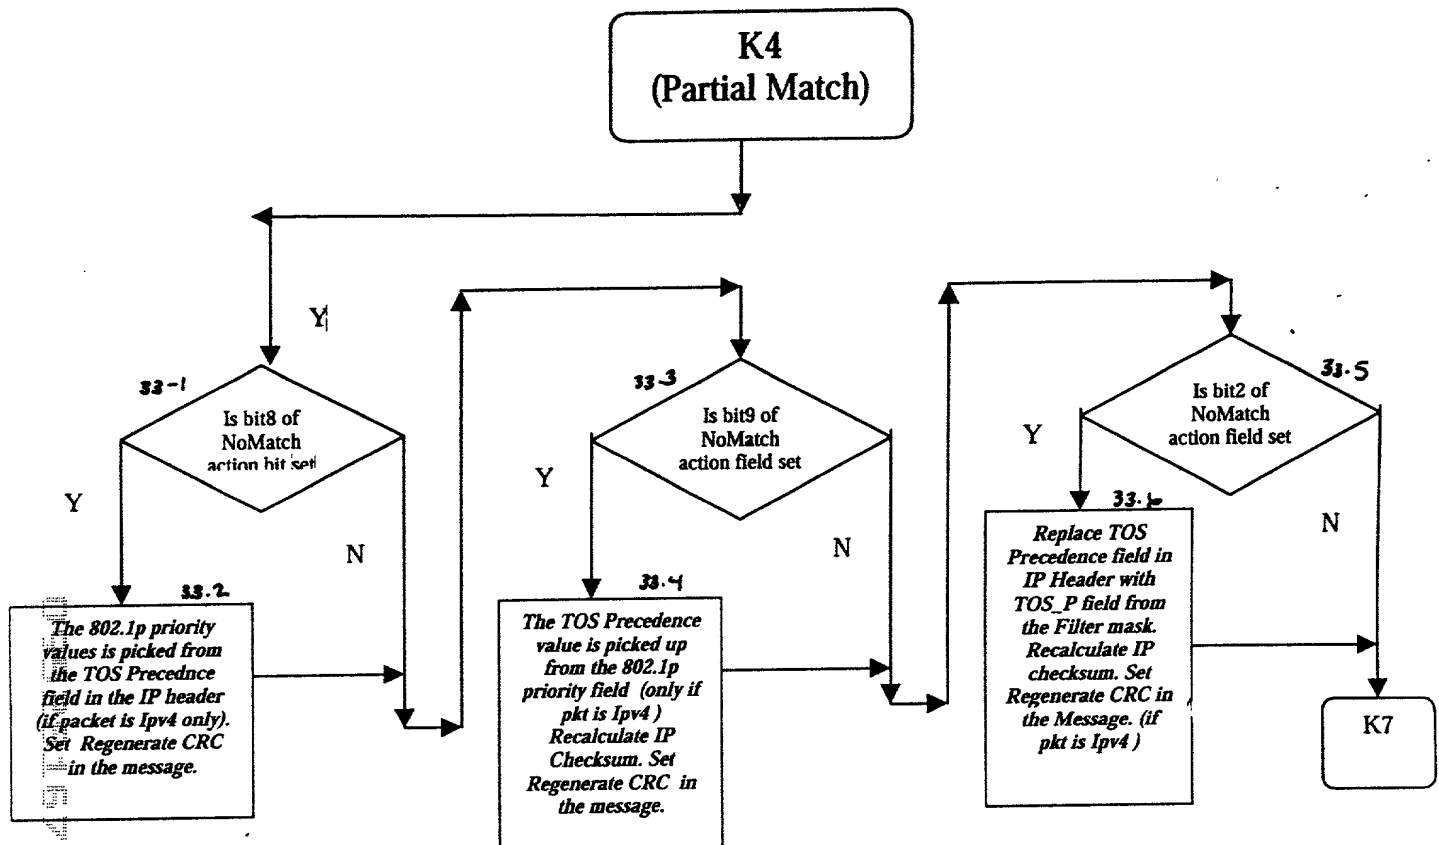 K4
(Partial Match)
Y
33-1
Is bit8 of
NoMatch
action bit set
Y
N
33.2
The 802.1p priority
values is picked from
the TOS Precednce
field in the IP header
(if packet is Ipv4 only).
Set Regenerate CRC
in the message.
33.3
Is bit9 of
NoMatch
action field set
Y
N
33.4
The TOS Precedence
value is picked up
from the 802.1p
priority field (only if
pkt is Ipv4 )
Recalculate IP
Checksum. Set
Regenerate CRC in
the message.
33.5
Is bit2 of
NoMatch
action field set
Y
N
33.6
Replace TOS
Precedence field in
IP Header with
TOS_P field from
the Filter mask.
Recalculate IP
checksum. Set
Regenerate CRC in
the Message. (if
pkt is Ipv4 )
K7